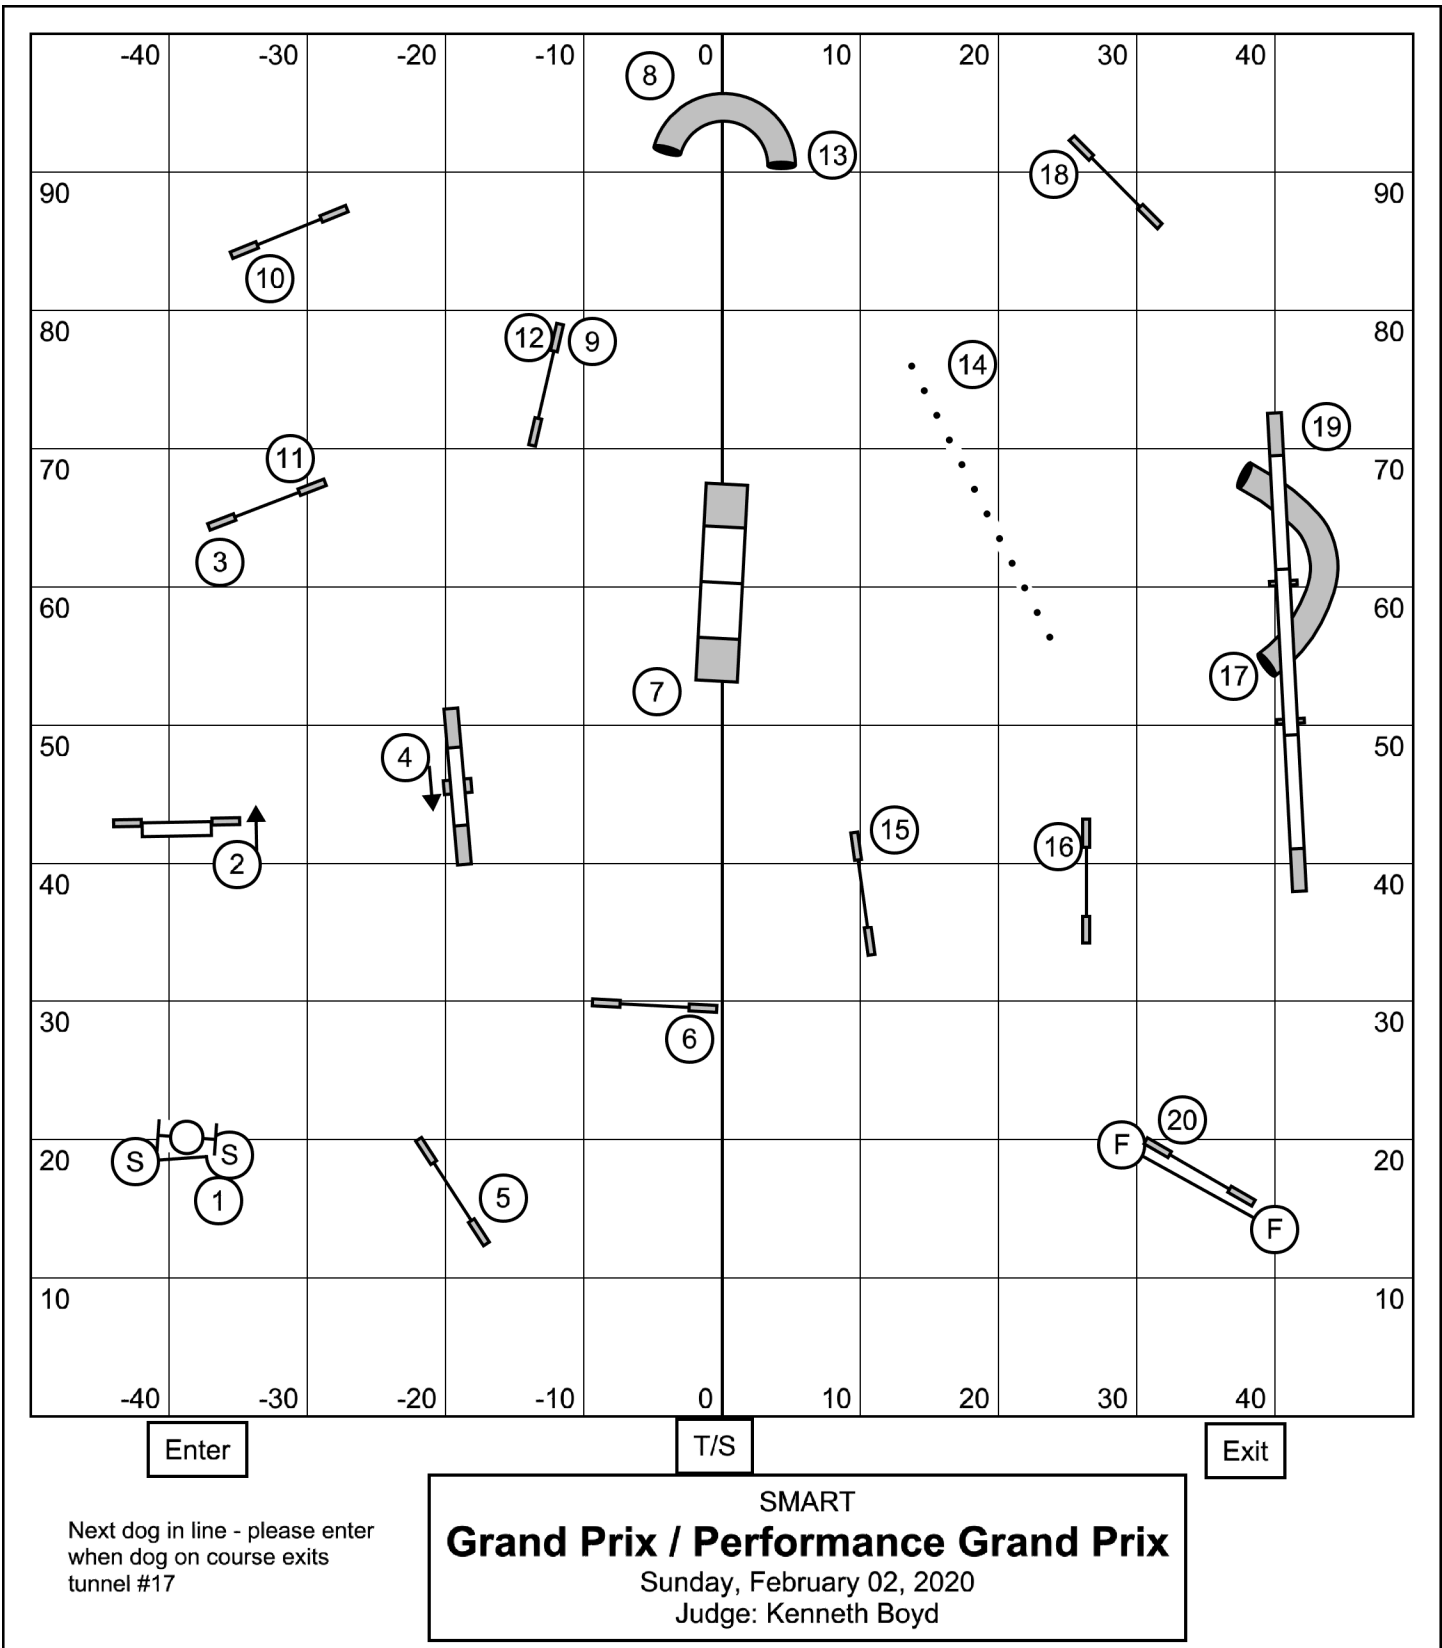 -40 -30 -20 -10 0 10 20 30 40
8
13
18
90 90
10
80 80
12 9
14
19
11
70 70
3
17
60 60
7
4
50 50
15
16
2
40 40
6
30 30
20
F
S S
1
5
20 20
F
10 10
-40 -30 -20 -10 0 10 20 30 40
Enter T/S Exit
SMART
Grand Prix / Performance Grand Prix
Sunday, February 02, 2020
Judge: Kenneth Boyd
Next dog in line - please enter
when dog on course exits
tunnel #17